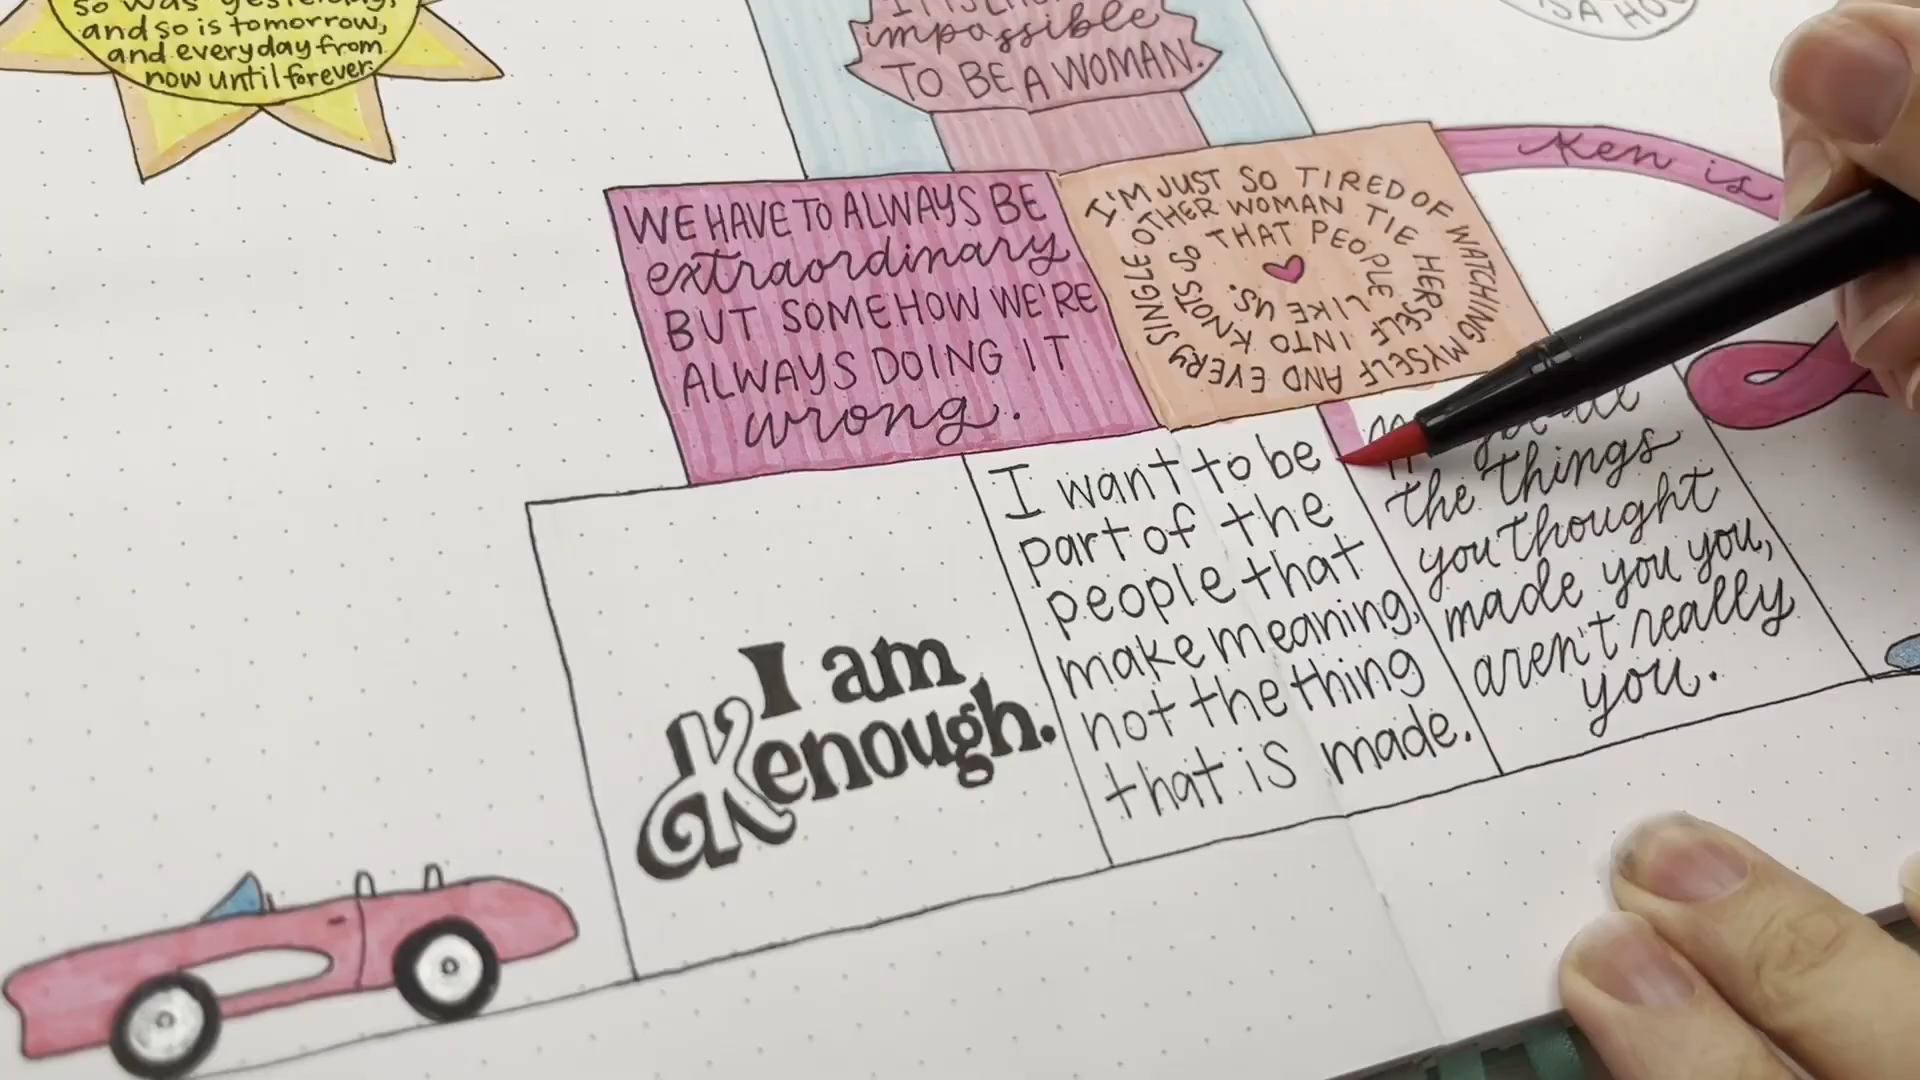 so was yesterday,
and so is tomorrow,
and everyday from
now until forever.
impossible
TO BE A WOMAN.
Ken is
WE HAVE TO ALWAYS BE
extraordinary
BUT SOMEHOW WE'RE
ALWAYS DOING IT
wrong.
I'M JUST SO TIRED OF WATCHING MYSELF AND EVERY SINGLE OTHER WOMAN TIE HERSELF INTO KNOTS SO THAT PEOPLE LIKE US.
I am
Kenough.
I want to be
part of the
people that
make meaning,
not the thing
that is made.
all
the things
you thought
made you you,
aren't really
you.